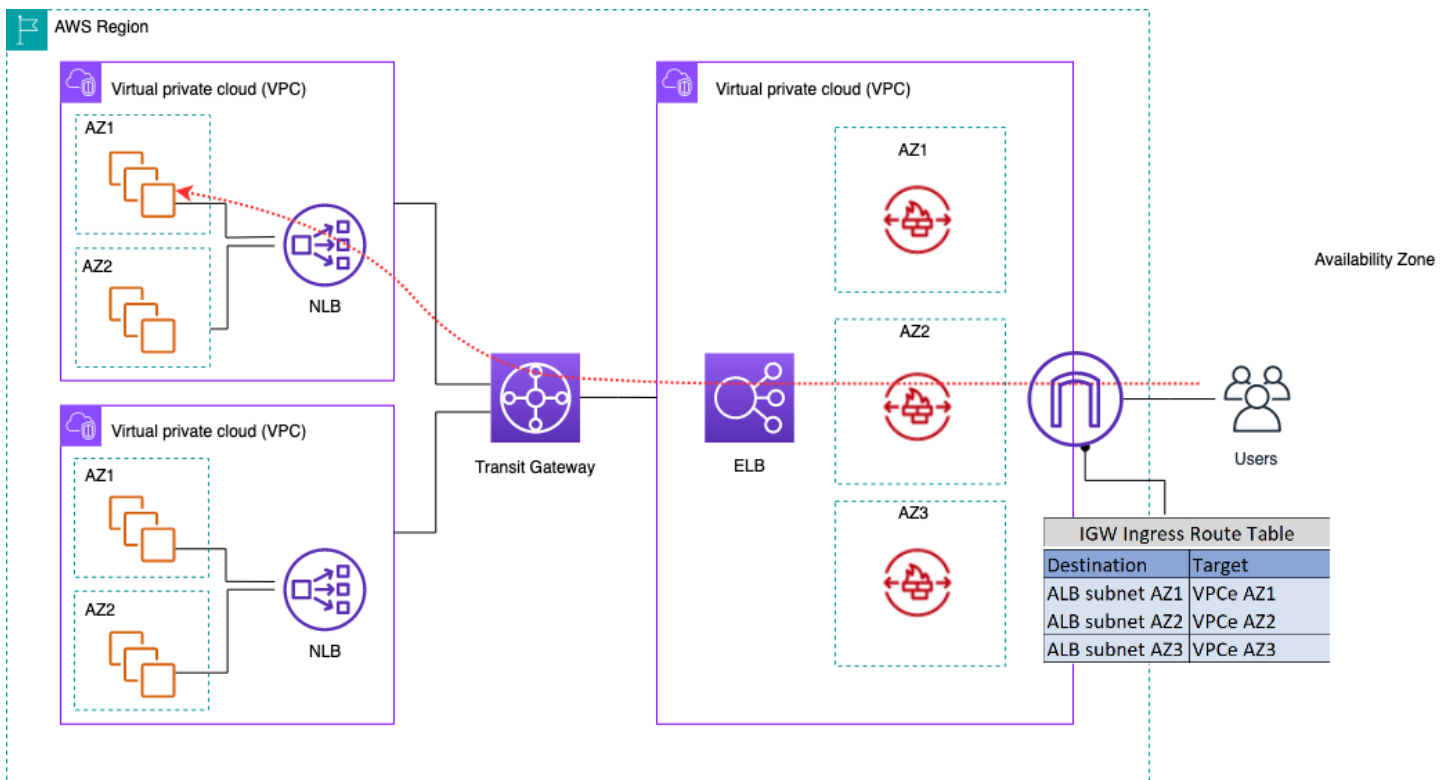 AWS Region
Virtual private cloud (VPC)
AZ1
AZ2
NLB
Virtual private cloud (VPC)
AZ1
AZ2
NLB
Transit Gateway
Virtual private cloud (VPC)
ELB
AZ1
AZ2
AZ3
Availability Zone
Users
IGW Ingress Route Table
Destination Target
ALB subnet AZ1 VPCe AZ1
ALB subnet AZ2 VPCe AZ2
ALB subnet AZ3 VPCe AZ3